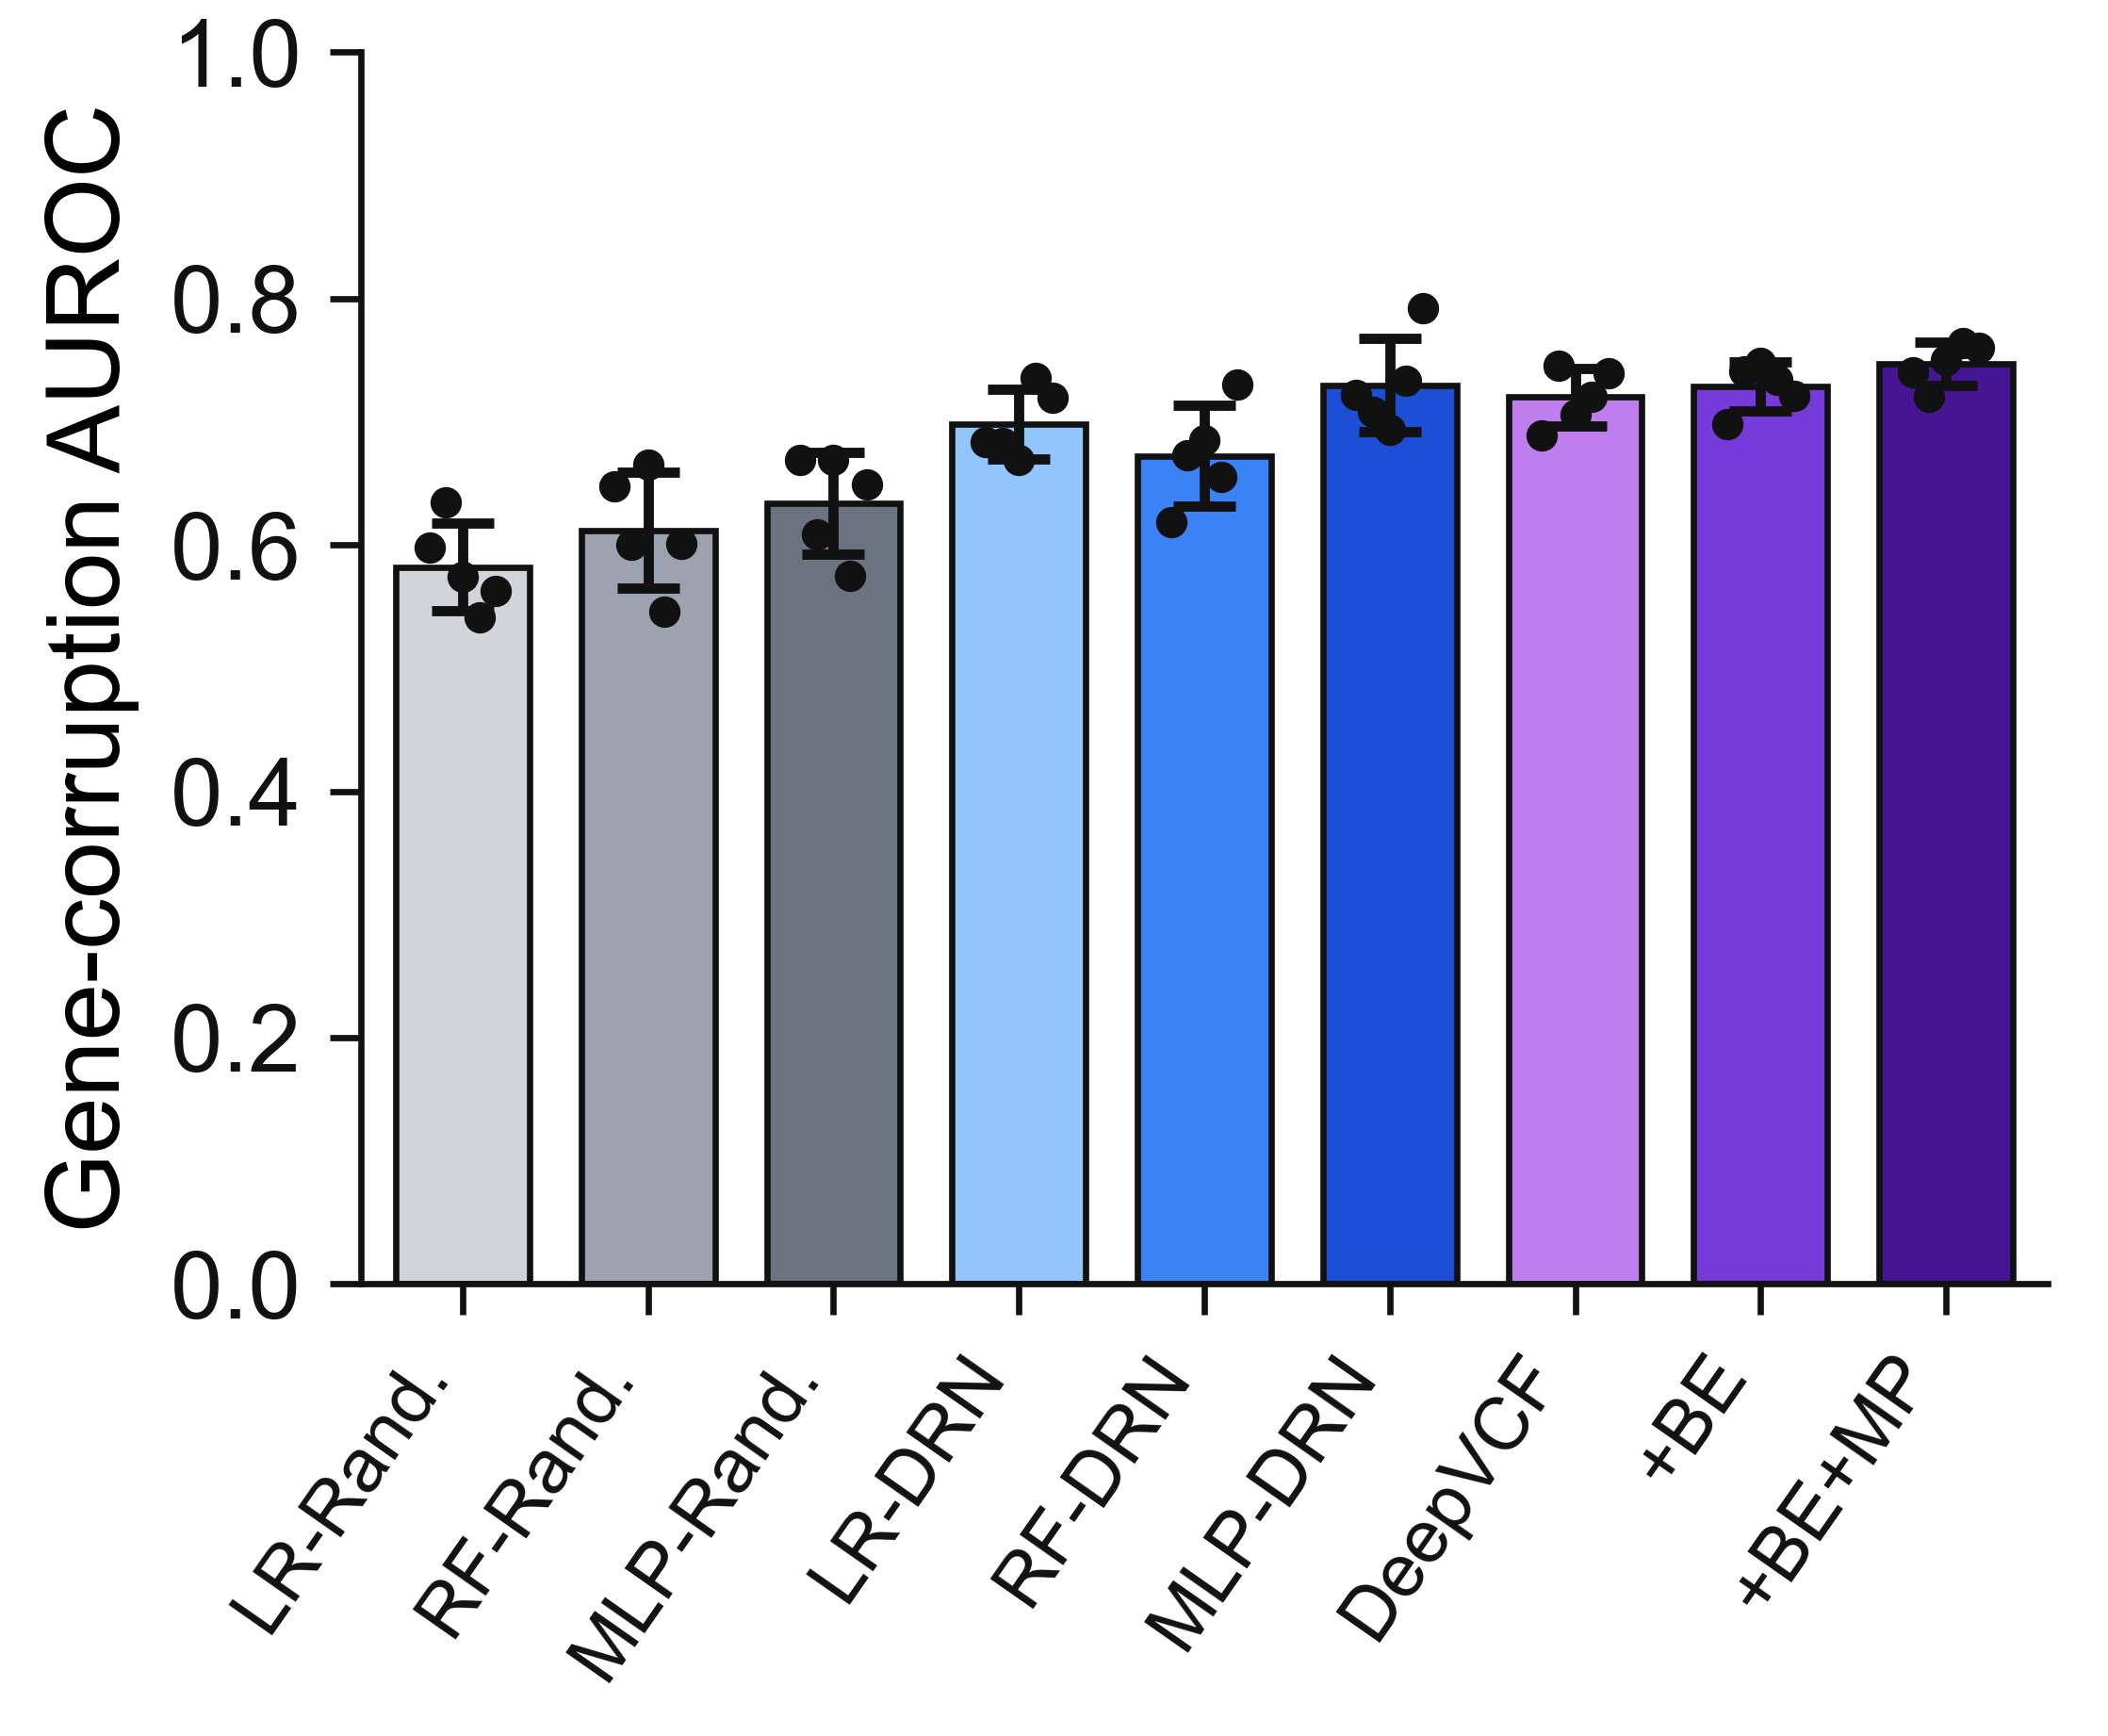 Gene-corruption AUROC
1.0
0.8
0.6
0.4
0.2
0.0
LR-Rand.
RF-Rand.
MLP-Rand.
LR-DRN
RF-DRN
MLP-DRN
DeepVCF
+BE
+BE+MP